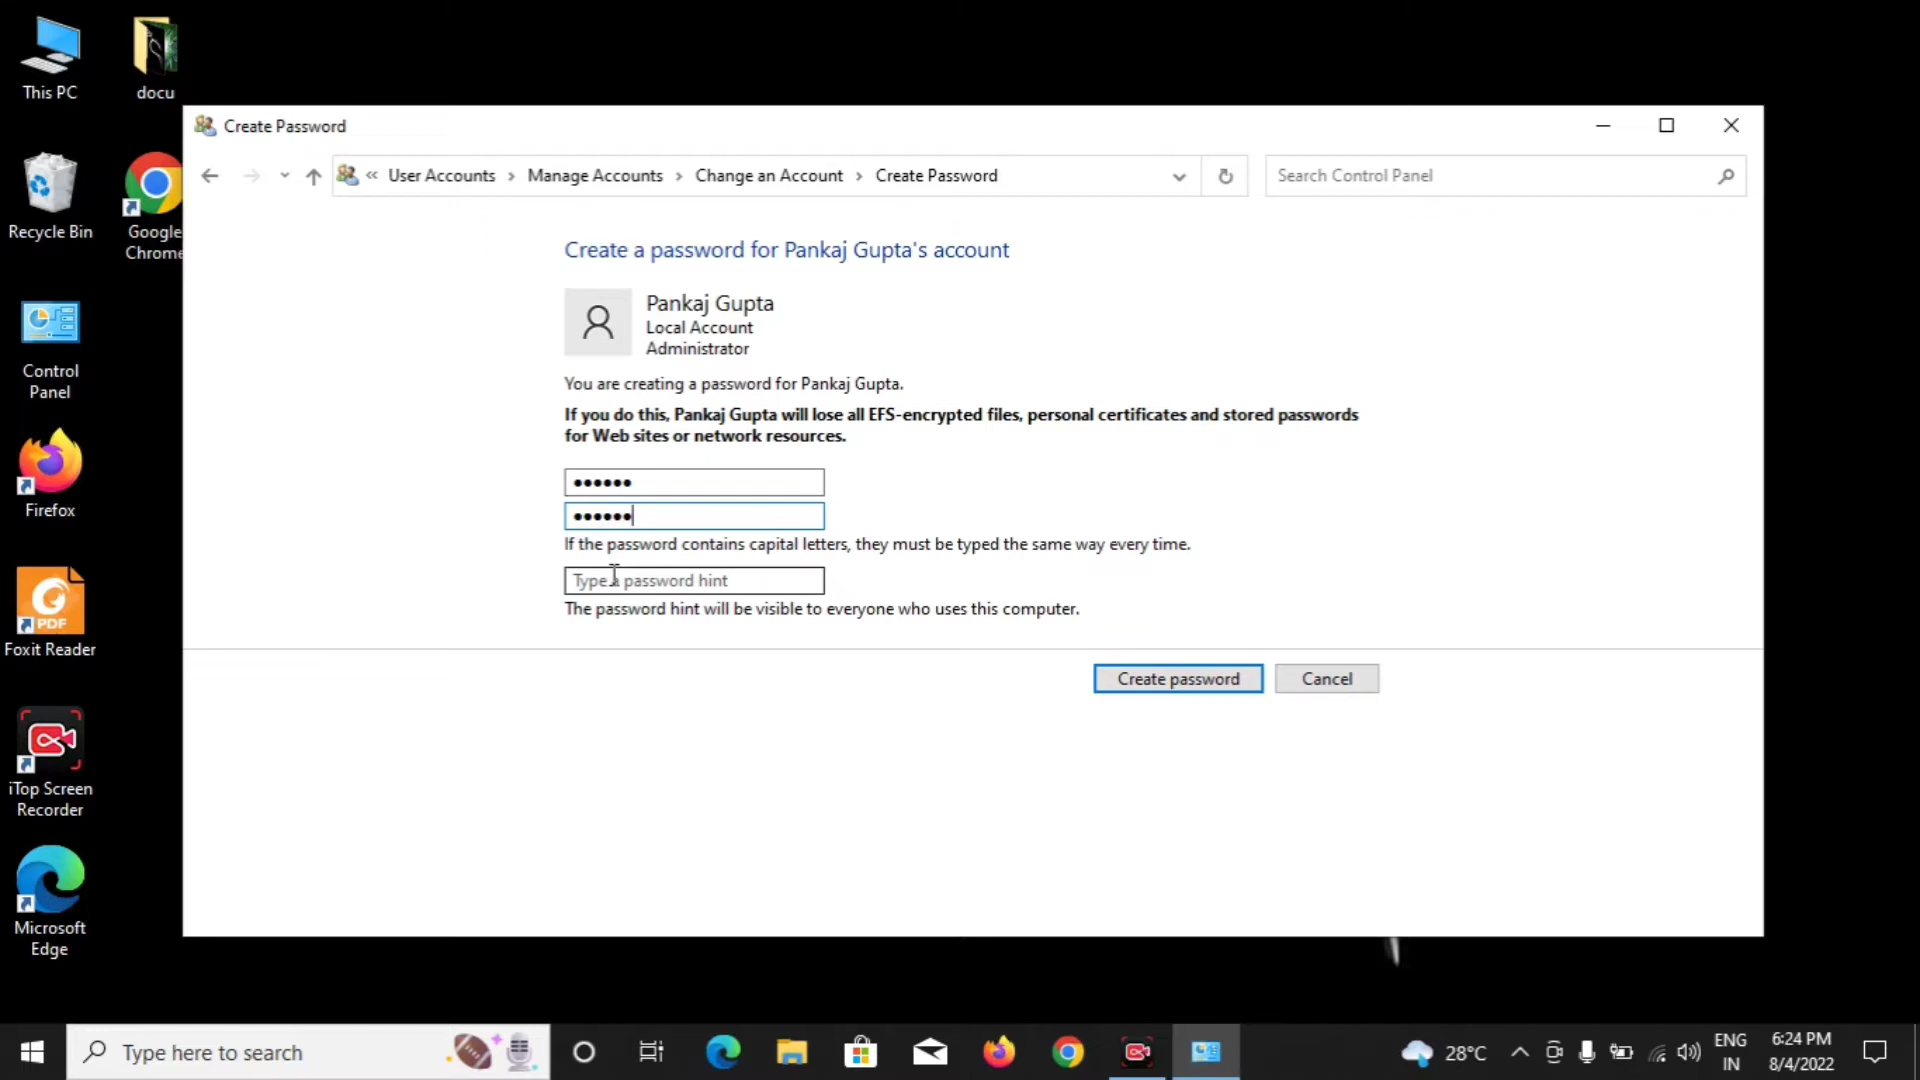 This PC
docu
Recycle Bin
Google
Chrome
Control
Panel
Firefox
PDF
Foxit Reader
iTop Screen
Recorder
Microsoft
Edge
Create Password
« User Accounts > Manage Accounts > Change an Account > Create Password
Search Control Panel
Create a password for Pankaj Gupta's account
Pankaj Gupta
Local Account
Administrator
You are creating a password for Pankaj Gupta.
If you do this, Pankaj Gupta will lose all EFS-encrypted files, personal certificates and stored passwords
for Web sites or network resources.
••••••
••••••
If the password contains capital letters, they must be typed the same way every time.
Type a password hint
The password hint will be visible to everyone who uses this computer.
Create password
Cancel
Type here to search
28°C
ENG
IN
6:24 PM
8/4/2022